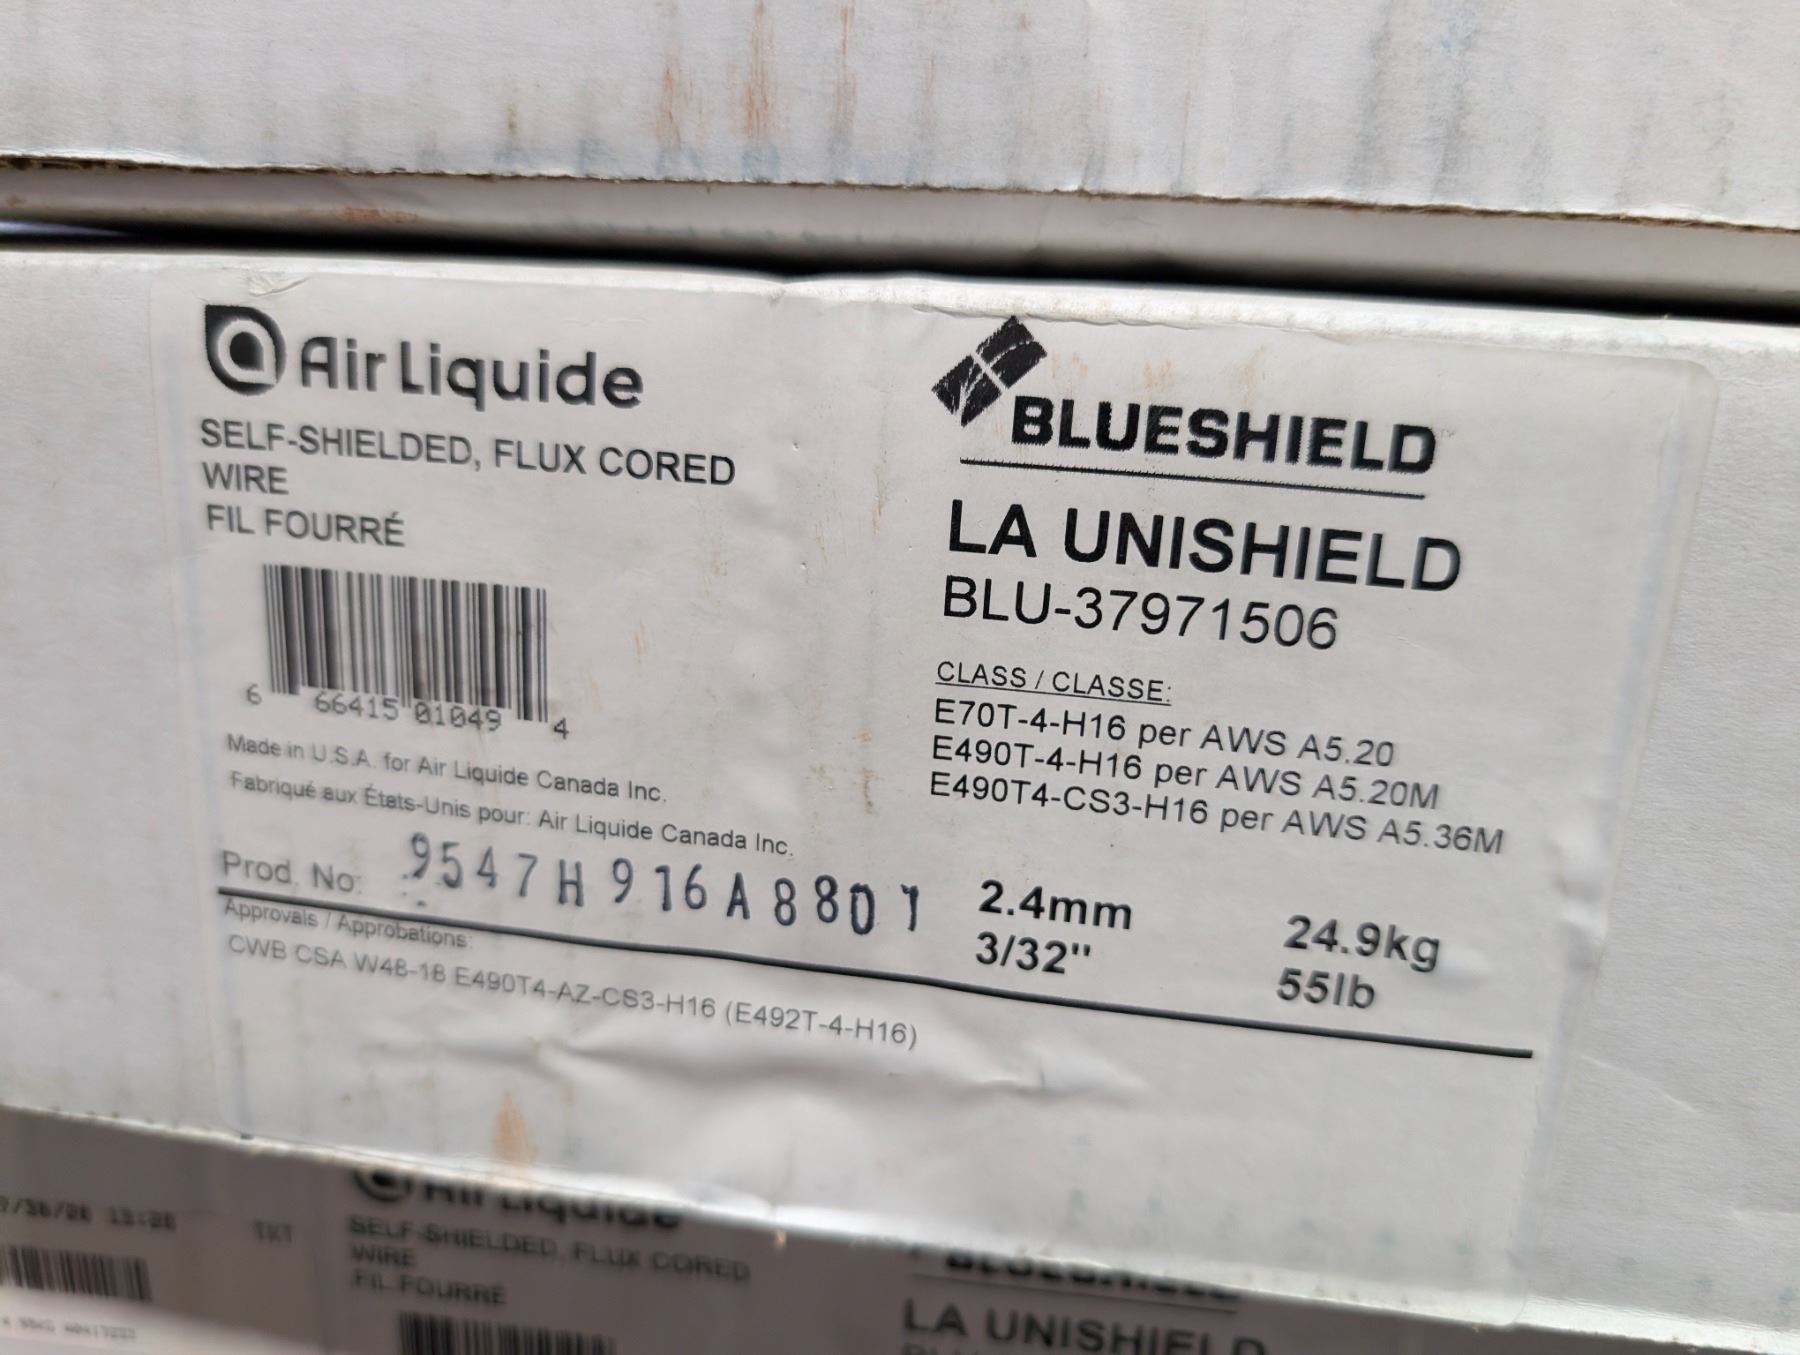 Air Liquide
SELF-SHIELDED, FLUX CORED
WIRE
FIL FOURRÉ
6 66415 01049 4
Made in U.S.A. for Air Liquide Canada Inc.
Fabriqué aux États-Unis pour: Air Liquide Canada Inc.
Prod. No: 9547H916A8801
Approvals / Approbations:
CWB CSA W48-18 E490T4-AZ-CS3-H16 (E492T-4-H16)
BLUESHIELD
LA UNISHIELD
BLU-37971506
CLASS / CLASSE:
E70T-4-H16 per AWS A5.20
E490T-4-H16 per AWS A5.20M
E490T4-CS3-H16 per AWS A5.36M
2.4mm
3/32"
24.9kg
55lb
TKT
Air Liquide
SELF-SHIELDED, FLUX CORED
WIRE
FIL FOURRÉ
BLUESHIELD
LA UNISHIELD